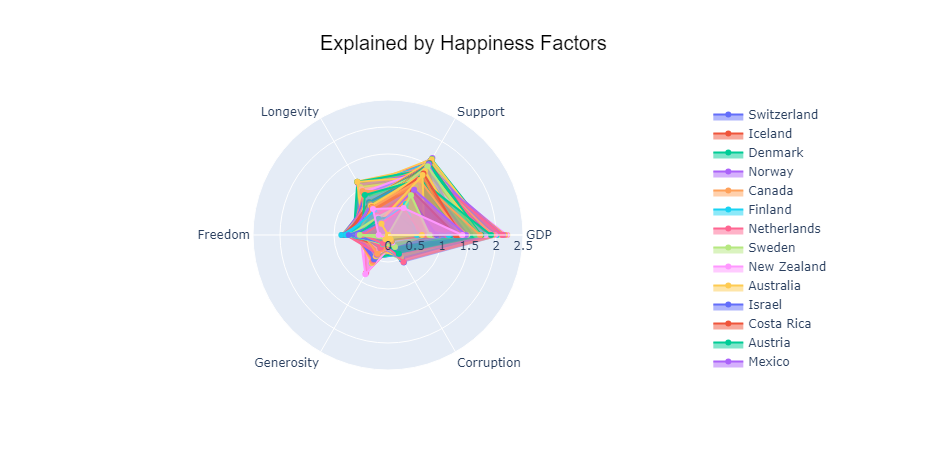 Explained by Happiness Factors
Longevity
Support
Freedom
0 0.5 1 1.5 2 2.5
GDP
Generosity
Corruption
Switzerland
Iceland
Denmark
Norway
Canada
Finland
Netherlands
Sweden
New Zealand
Australia
Israel
Costa Rica
Austria
Mexico